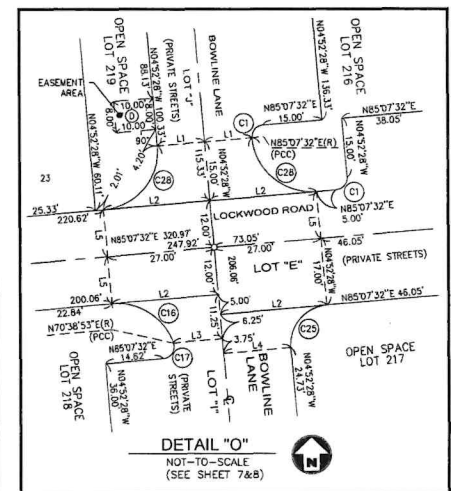 OPEN SPACE
LOT 219
EASEMENT
AREA
10.00'
8.00'
8.00'
D
10.00'
N04°52'28"W 60.11'
88.13'
N04°52'28"W 100.33'
(PRIVATE STREETS)
LOT "J"
BOWLINE LANE
N04°52'28"W 136.33'
OPEN SPACE
LOT 216
C1
N85°07'32"E
15.00'
N85°07'32"E
38.05'
15.00'
N04°52'28"W
90°
L1
L1
N85°07'32"E(R)
(PCC)
4.20'
2.01'
C28
115.33'
15.00'
N04°52'28"W
C28
C1
23
25.33'
220.62'
L2
12.00'
L2
LOCKWOOD ROAD
N85°07'32"E
5.00'
L5
L5
N85°07'32"E 320.97'
247.92'
27.00'
73.05'
27.00'
46.05'
12.00'
206.06'
LOT "E"
(PRIVATE STREETS)
N04°52'28"W
17.00'
L5
200.06'
22.84'
L2
C16
5.00'
L2
N85°07'32"E 46.05'
N70°38'53"E(R)
(PCC)
11.25'
6.25'
3.75'
C25
N85°07'32"E
14.62'
C17
L3
L4
OPEN SPACE
LOT 218
N04°52'28"W
36.00'
(PRIVATE
STREETS)
LOT "I"
BOWLINE
LANE
N04°52'28"W
24.73'
OPEN SPACE
LOT 217
DETAIL "O"
NOT-TO-SCALE
(SEE SHEET 7&8)
N